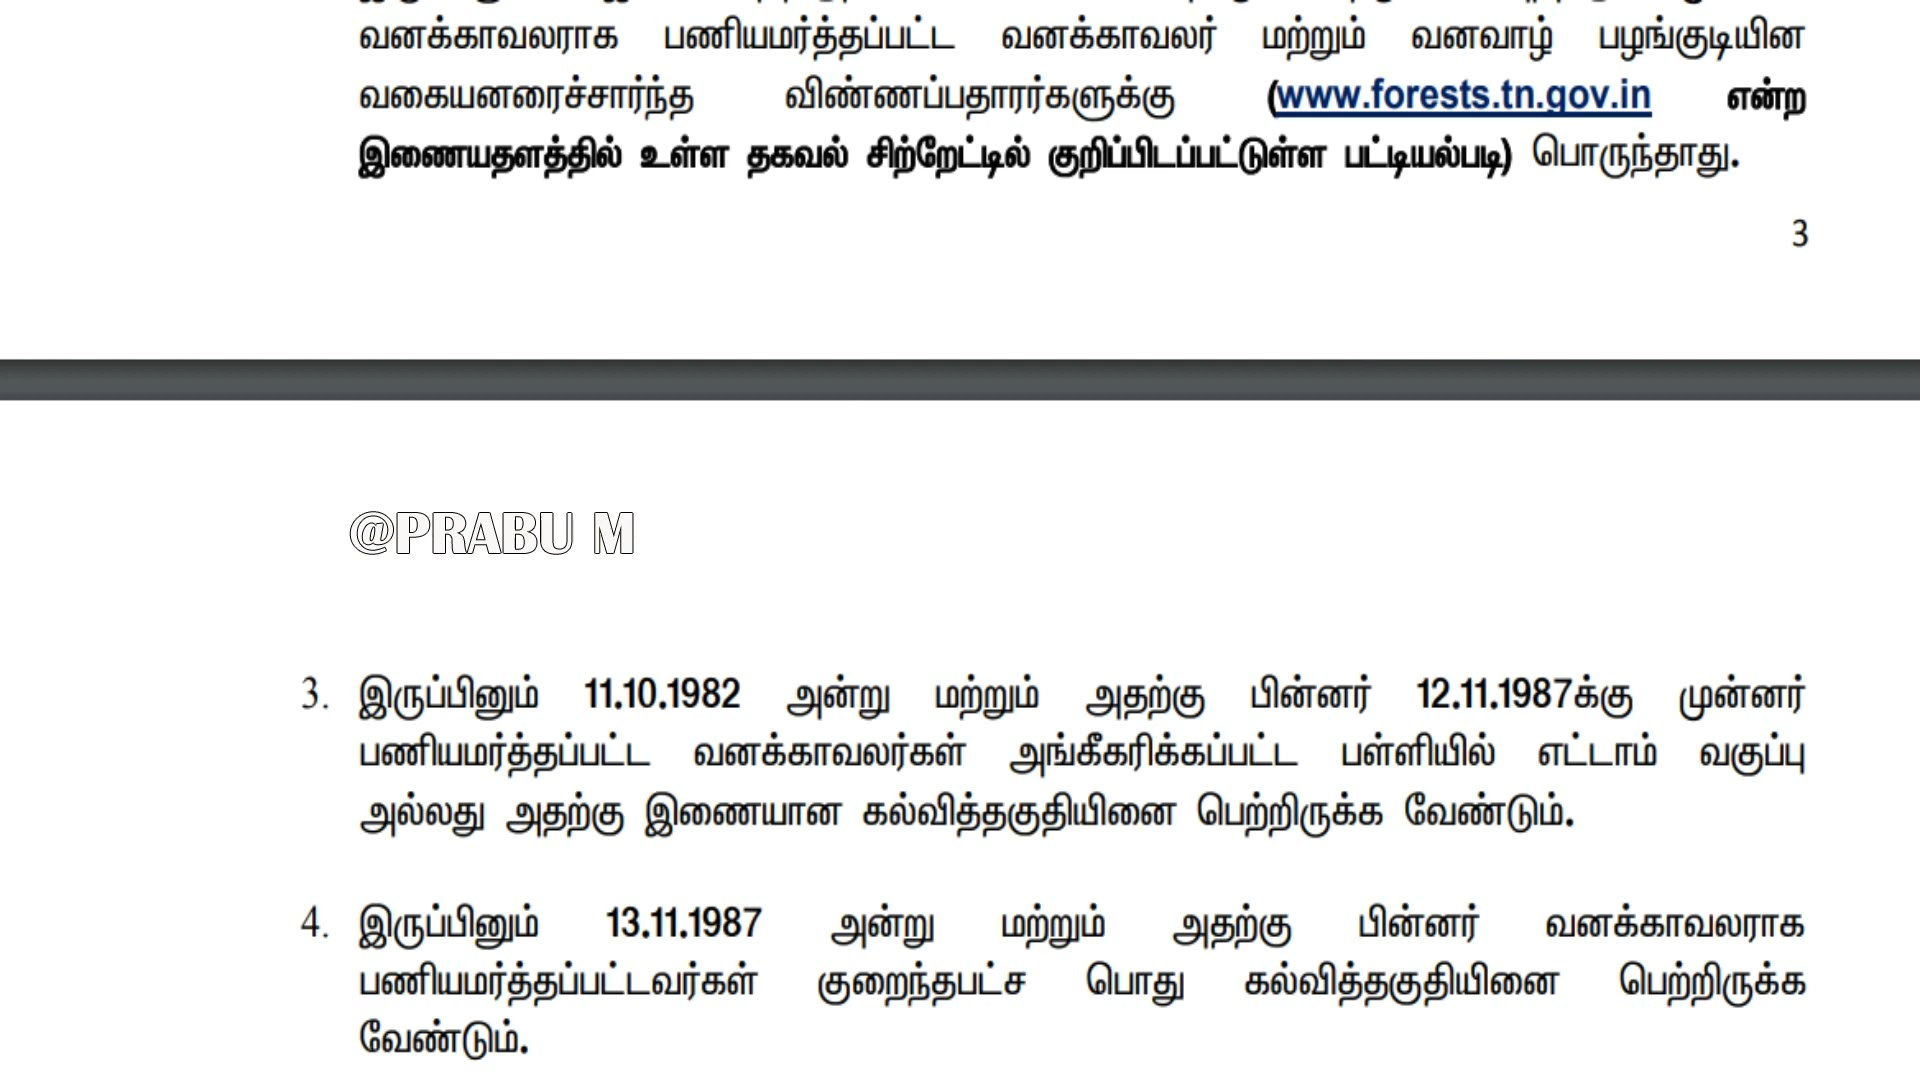 வனக்காவலராக பணியமர்த்தப்பட்ட வனக்காவலர் மற்றும் வனவாழ் பழங்குடியின
வகையனரைச்சார்ந்த விண்ணப்பதாரர்களுக்கு (www.forests.tn.gov.in என்ற
இணையதளத்தில் உள்ள தகவல் சிற்றேட்டில் குறிப்பிடப்பட்டுள்ள பட்டியல்படி) பொருந்தாது.
3
@PRABU M
3. இருப்பினும் 11.10.1982 அன்று மற்றும் அதற்கு பின்னர் 12.11.1987க்கு முன்னர்
பணியமர்த்தப்பட்ட வனக்காவலர்கள் அங்கீகரிக்கப்பட்ட பள்ளியில் எட்டாம் வகுப்பு
அல்லது அதற்கு இணையான கல்வித்தகுதியினை பெற்றிருக்க வேண்டும்.
4. இருப்பினும் 13.11.1987 அன்று மற்றும் அதற்கு பின்னர் வனக்காவலராக
பணியமர்த்தப்பட்டவர்கள் குறைந்தபட்ச பொது கல்வித்தகுதியினை பெற்றிருக்க
வேண்டும்.